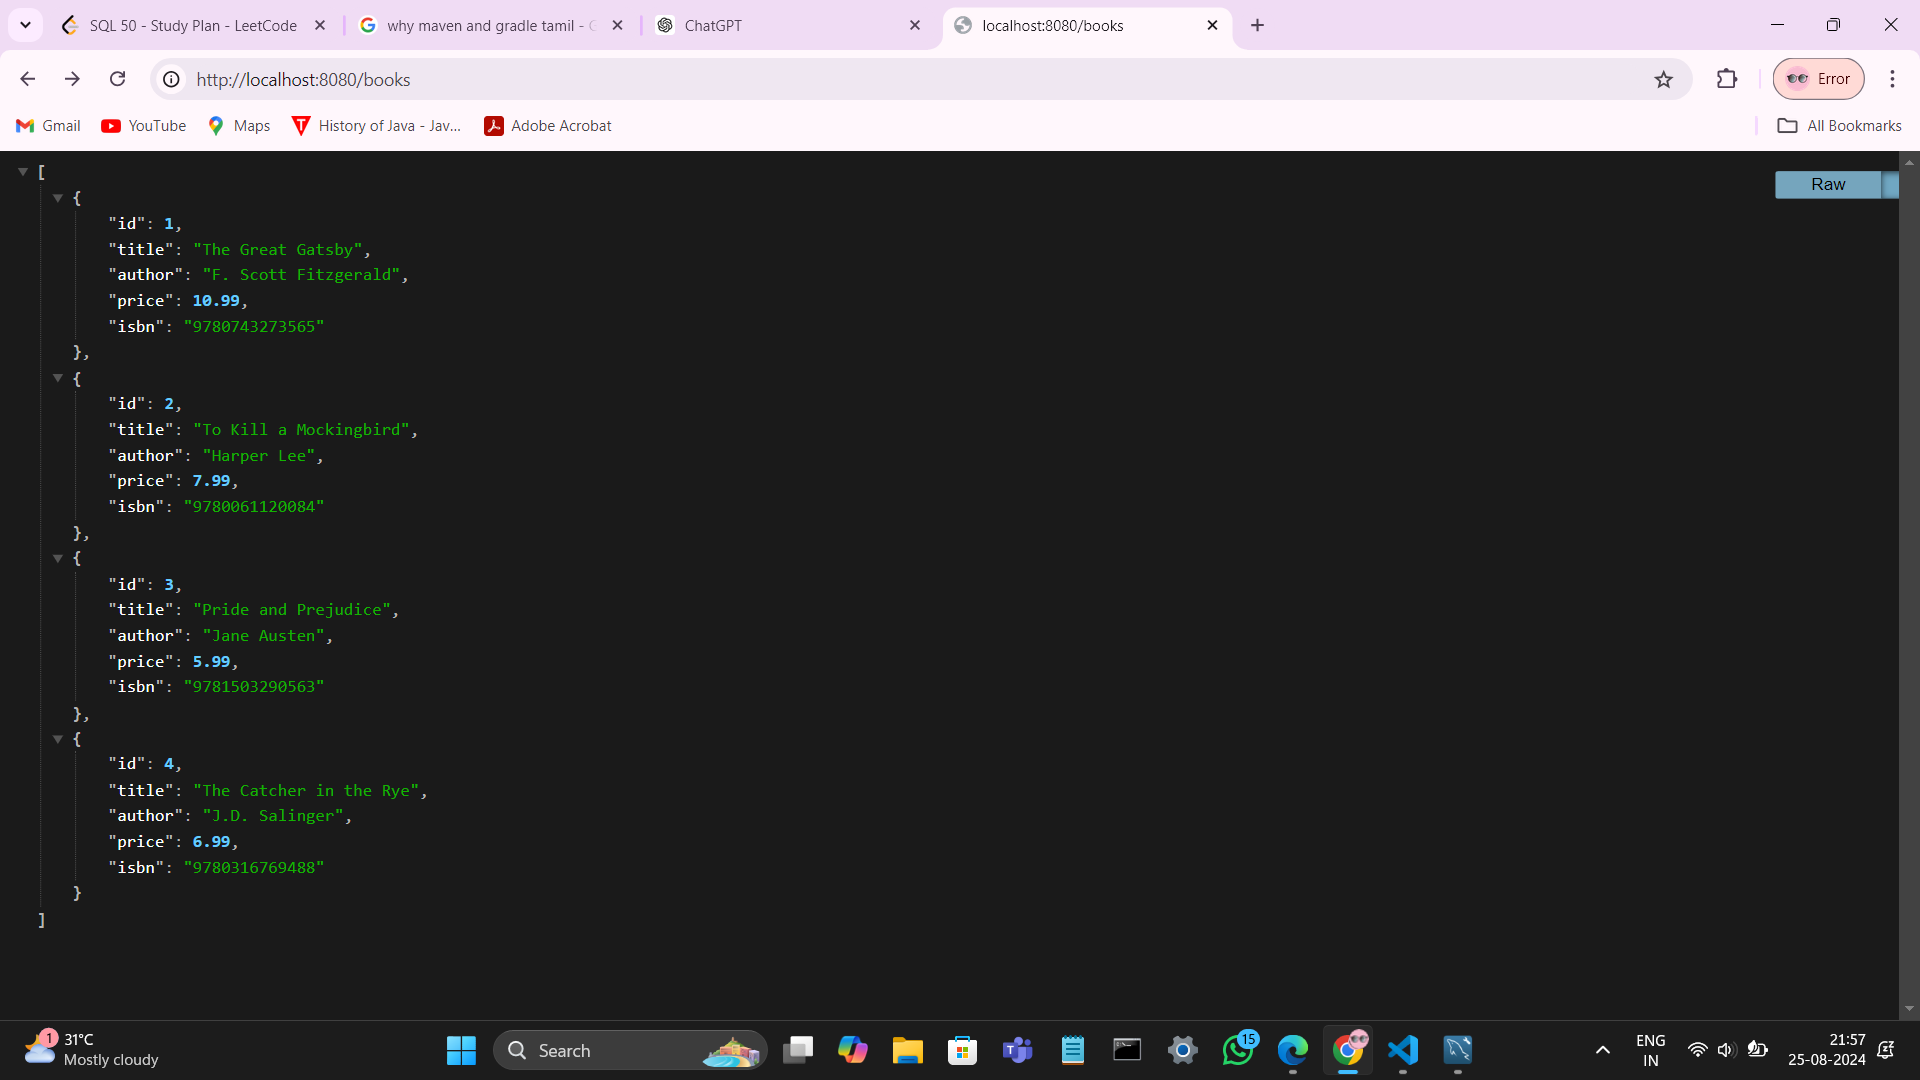 SQL 50 - Study Plan - LeetCode
why maven and gradle tamil -
ChatGPT
localhost:8080/books
http://localhost:8080/books
Error
Gmail
YouTube
Maps
History of Java - Jav...
Adobe Acrobat
All Bookmarks
[
Raw
{
"id": 1,
"title": "The Great Gatsby",
"author": "F. Scott Fitzgerald",
"price": 10.99,
"isbn": "9780743273565"
},
{
"id": 2,
"title": "To Kill a Mockingbird",
"author": "Harper Lee",
"price": 7.99,
"isbn": "9780061120084"
},
{
"id": 3,
"title": "Pride and Prejudice",
"author": "Jane Austen",
"price": 5.99,
"isbn": "9781503290563"
},
{
"id": 4,
"title": "The Catcher in the Rye",
"author": "J.D. Salinger",
"price": 6.99,
"isbn": "9780316769488"
}
]
1
31°C
Mostly cloudy
Search
15
ENG
IN
21:57
25-08-2024